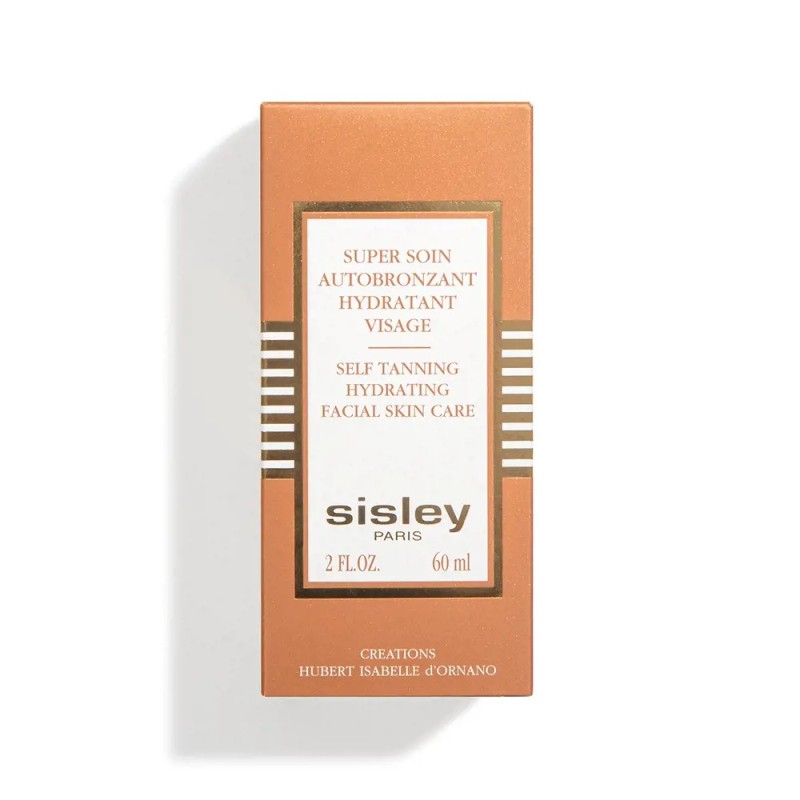 SUPER SOIN
AUTOBRONZANT
HYDRATANT
VISAGE
SELF TANNING
HYDRATING
FACIAL SKIN CARE
sisley
PARIS
2 FL.OZ. 60 ml
CREATIONS
HUBERT ISABELLE d'ORNANO